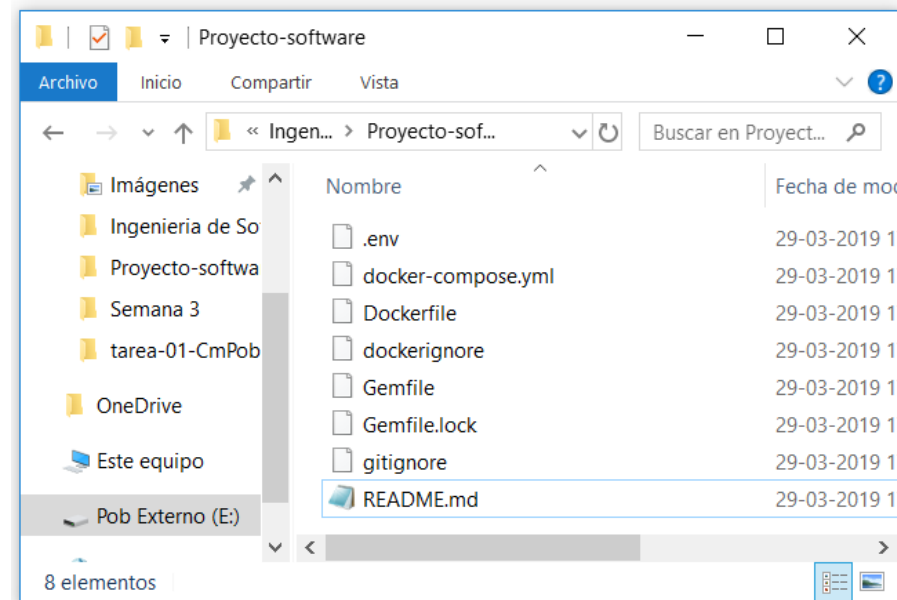 Proyecto-software
Archivo Inicio Compartir Vista
« Ingen... > Proyecto-sof... Buscar en Proyect...
Imágenes
Ingenieria de So
Proyecto-softwa
Semana 3
tarea-01-CmPob
OneDrive
Este equipo
Pob Externo (E:)
Nombre Fecha de mod
.env 29-03-2019 1
docker-compose.yml 29-03-2019 1
Dockerfile 29-03-2019 1
dockerignore 29-03-2019 1
Gemfile 29-03-2019 1
Gemfile.lock 29-03-2019 1
gitignore 29-03-2019 1
README.md 29-03-2019 1
8 elementos